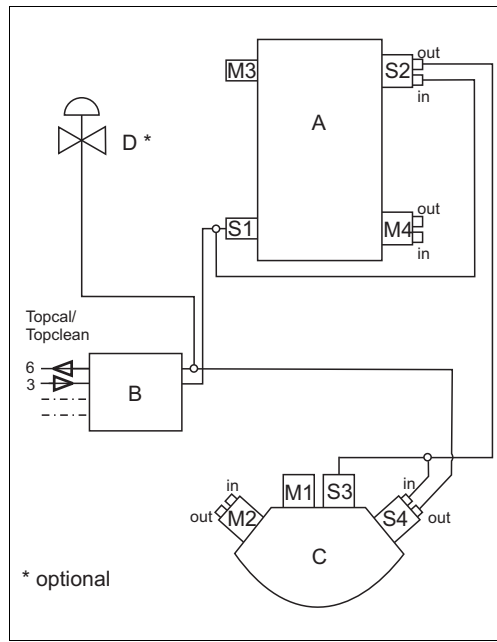 out
M3
S2
in
A
D *
S1
out
M4
in
Topcal/
Topclean
6
3
B
in
M1
S3
in
out
M2
S4
out
C
* optional